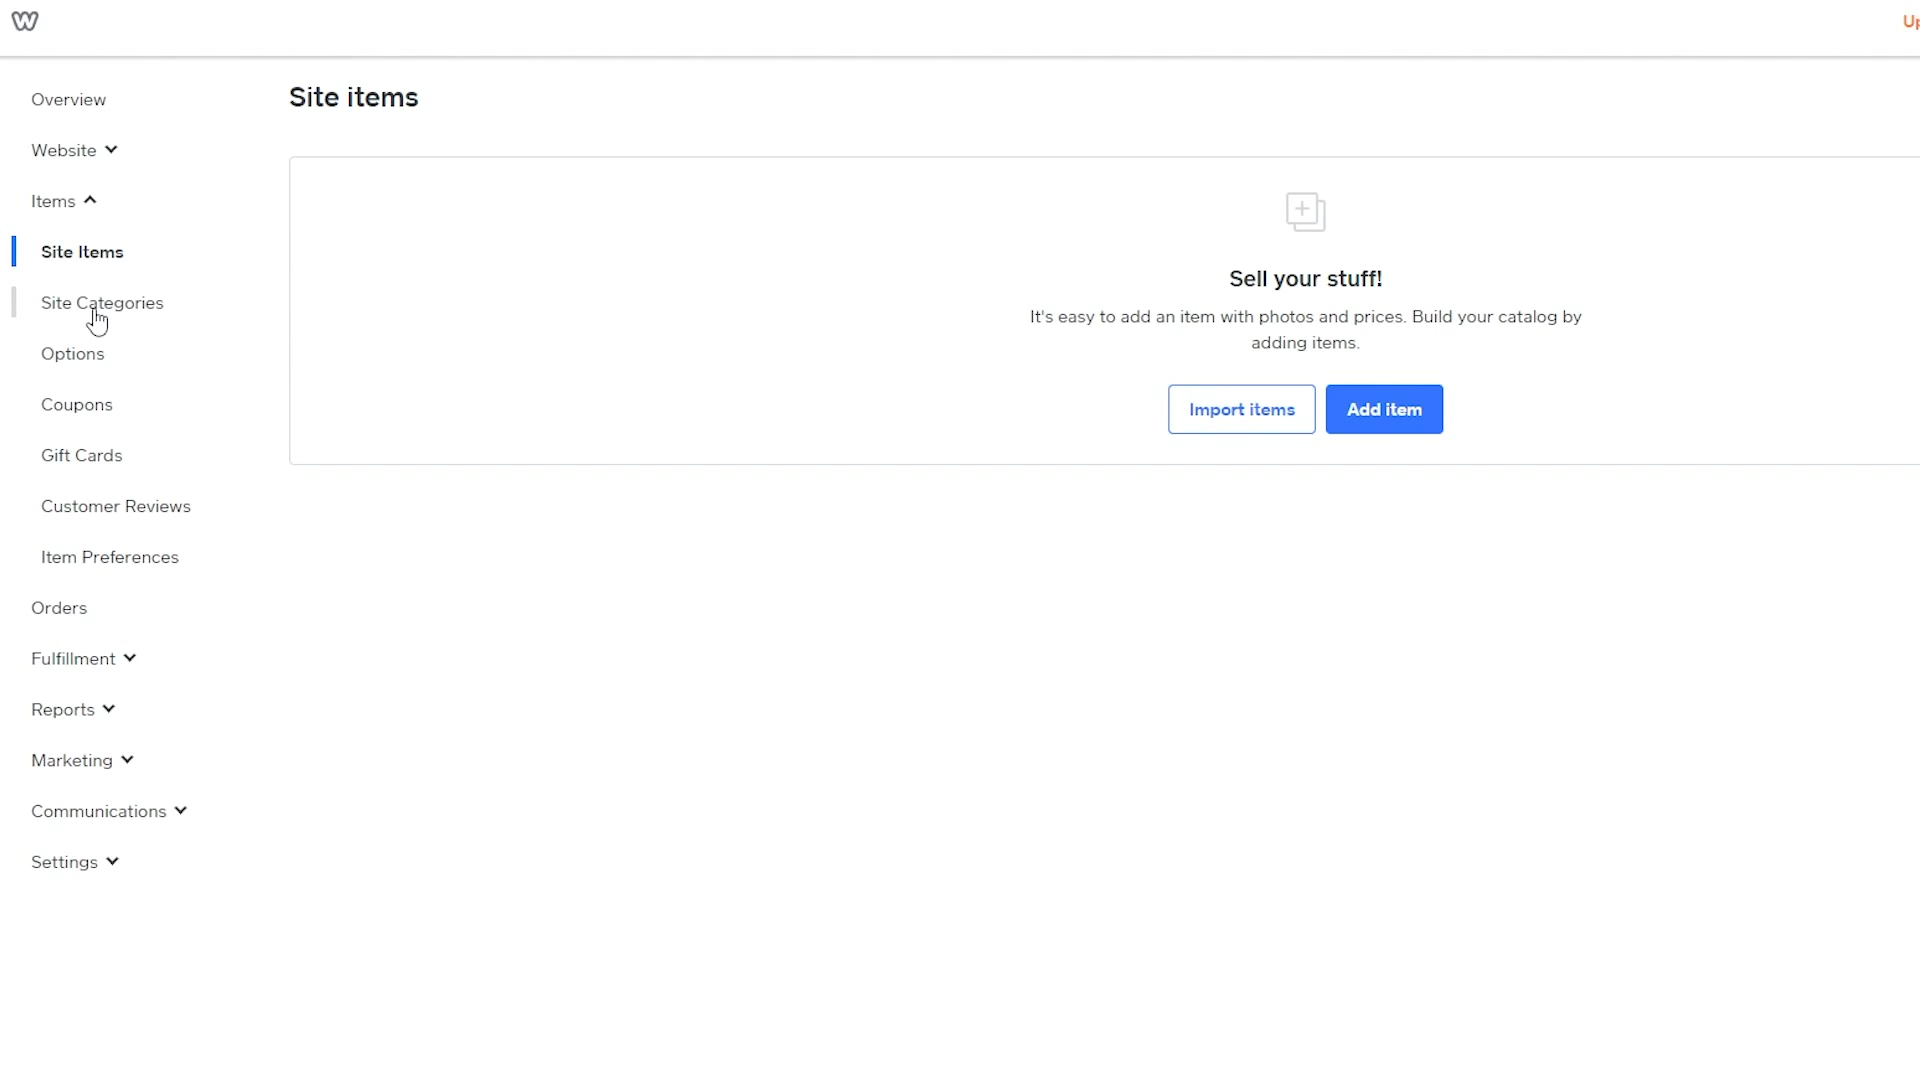 Up
Overview
Website
Items
Site Items
Site Categories
Options
Coupons
Gift Cards
Customer Reviews
Item Preferences
Orders
Fulfillment
Reports
Marketing
Communications
Settings
Site items
Sell your stuff!
It's easy to add an item with photos and prices. Build your catalog by
adding items.
Import items
Add item